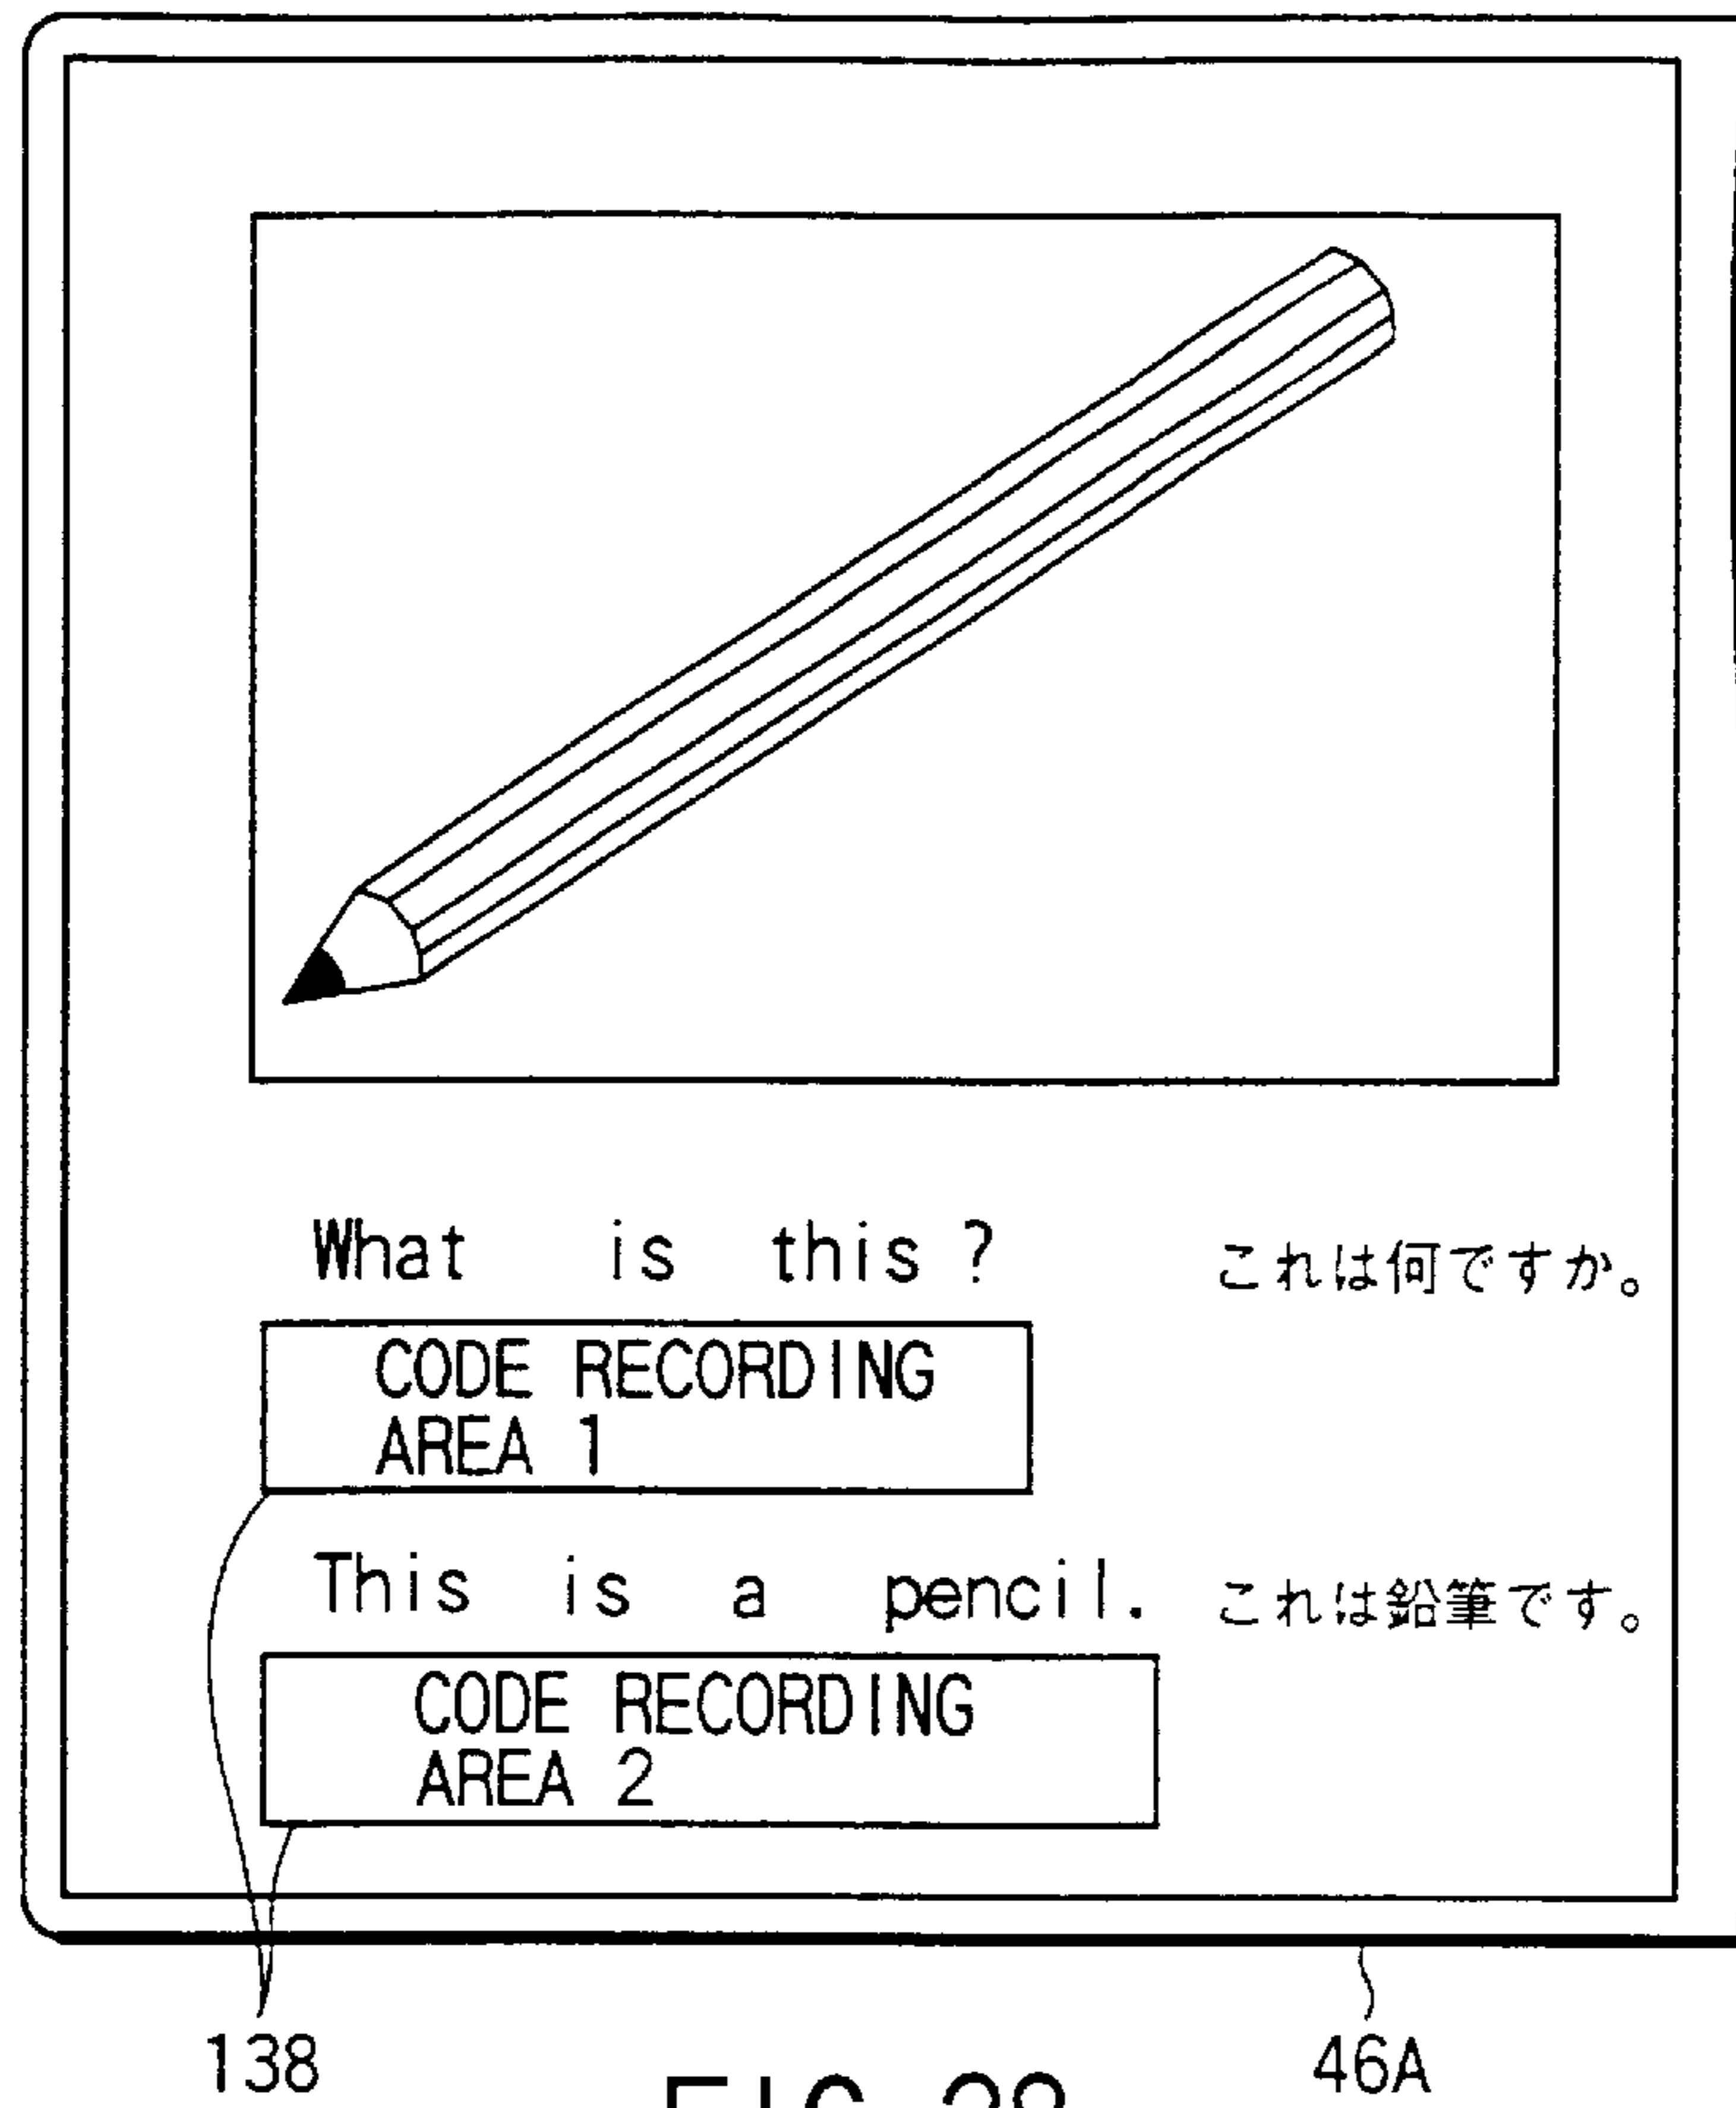 What is this? これは何ですか。
CODE RECORDING
AREA 1
This is a pencil. これは鉛筆です。
CODE RECORDING
AREA 2
138 46A